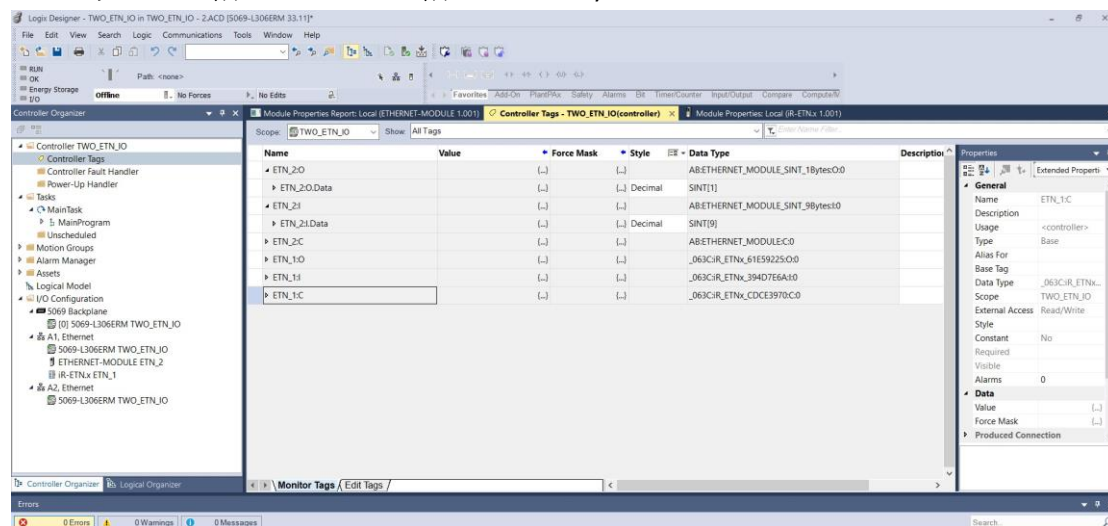 Logix Designer - TWO_ETN_IO in TWO_ETN_IO - 2.ACD [5069-L306ERM 33.11]*
File Edit View Search Logic Communications Tools Window Help
RUN
OK
Energy Storage
I/O
Path: <none>
Offline
No Forces
No Edits
Favorites Add-On PlantPAx Safety Alarms Bit Timer/Counter Input/Output Compare Compute/M
Controller Organizer
Module Properties Report: Local (ETHERNET-MODULE 1.001)
Controller Tags - TWO_ETN_IO(controller)
Module Properties: Local (iR-ETN.x 1.001)
Scope: TWO_ETN_IO Show: All Tags Enter Name Filter...
Name Value Force Mask Style Data Type Description
ETN_2:O {...} {...} AB:ETHERNET_MODULE_SINT_1Bytes:O:0
ETN_2:O.Data {...} {...} Decimal SINT[1]
ETN_2:I {...} {...} AB:ETHERNET_MODULE_SINT_9Bytes:I:0
ETN_2:I.Data {...} {...} Decimal SINT[9]
ETN_2:C {...} {...} AB:ETHERNET_MODULE:C:0
ETN_1:O {...} {...} _063C:iR_ETNx_61E59225:O:0
ETN_1:I {...} {...} _063C:iR_ETNx_394D7E6A:I:0
ETN_1:C {...} {...} _063C:iR_ETNx_CDCE3970:C:0
Controller TWO_ETN_IO
Controller Tags
Controller Fault Handler
Power-Up Handler
Tasks
MainTask
MainProgram
Unscheduled
Motion Groups
Alarm Manager
Assets
Logical Model
I/O Configuration
5069 Backplane
[0] 5069-L306ERM TWO_ETN_IO
A1, Ethernet
5069-L306ERM TWO_ETN_IO
ETHERNET-MODULE ETN_2
iR-ETN.x ETN_1
A2, Ethernet
5069-L306ERM TWO_ETN_IO
Properties
Extended Properti
General
Name ETN_1:C
Description
Usage <controller>
Type Base
Alias For
Base Tag
Data Type _063C:iR_ETNx...
Scope TWO_ETN_IO
External Access Read/Write
Style
Constant No
Required
Visible
Alarms 0
Data
Value {...}
Force Mask {...}
Produced Connection
Controller Organizer Logical Organizer
Monitor Tags Edit Tags
Errors
0 Errors 0 Warnings 0 Messages
Search...